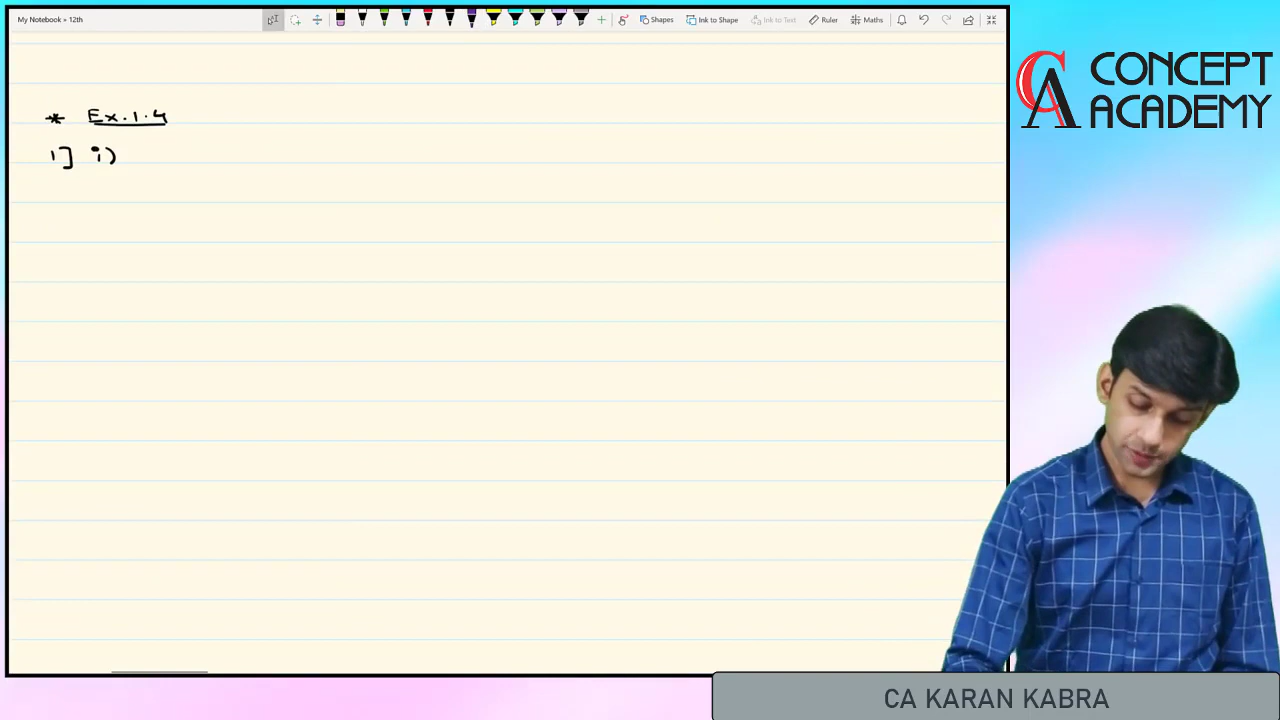 My Notebook » 12th
Shapes
Ink to Shape
Ink to Text
Ruler
Maths
CONCEPT
ACADEMY
* Ex.1.4
1] i)
CA KARAN KABRA